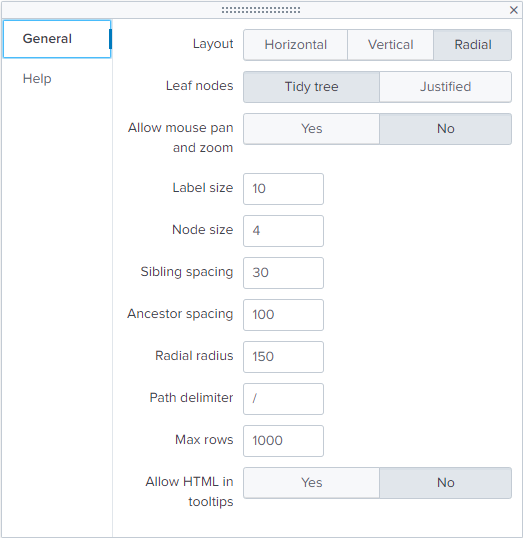 General
Help
Layout Horizontal Vertical Radial
Leaf nodes Tidy tree Justified
Allow mouse pan Yes No
and zoom
Label size 10
Node size 4
Sibling spacing 30
Ancestor spacing 100
Radial radius 150
Path delimiter /
Max rows 1000
Allow HTML in Yes No
tooltips